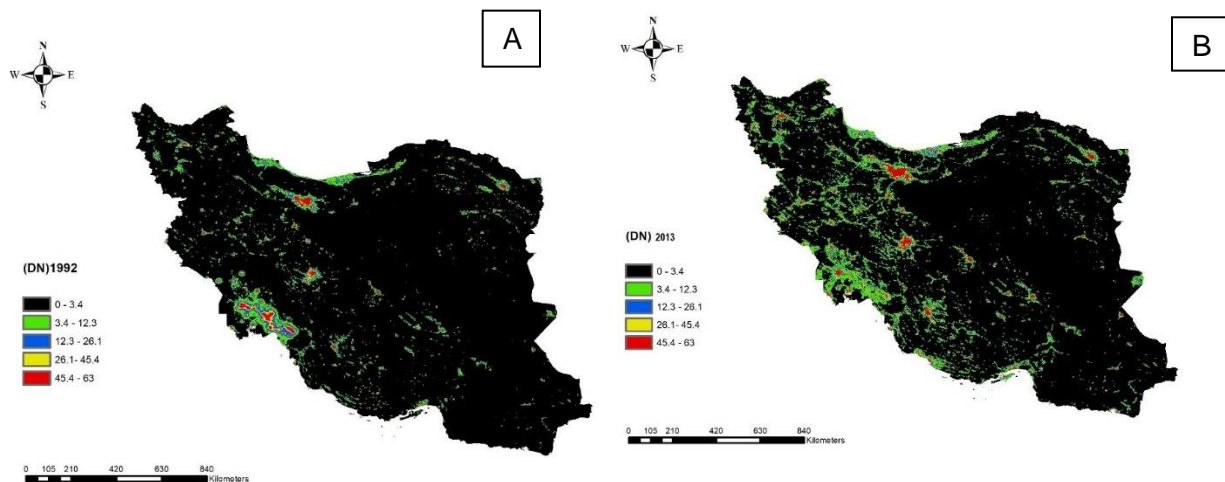 A
N
W E
S
(DN)1992
0 - 3.4
3.4 - 12.3
12.3 - 26.1
26.1- 45.4
45.4 - 63
0 105 210 420 630 840
Kilometers
B
N
W E
S
(DN) 2013
0 - 3.4
3.4 - 12.3
12.3 - 26.1
26.1 - 45.4
45.4 - 63
0 105 210 420 630 840
Kilometers